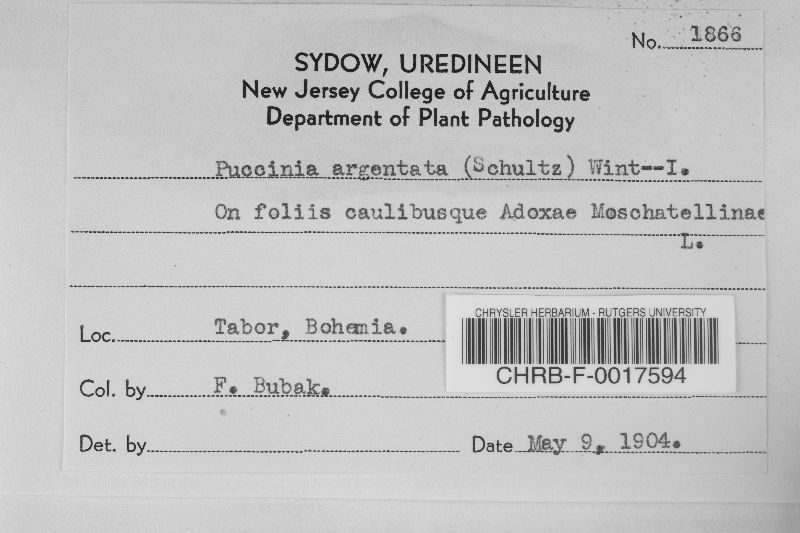 No. 1866
SYDOW, UREDINEEN
New Jersey College of Agriculture
Department of Plant Pathology
Puccinia argentata (Schultz) Wint--I.
On foliis caulibusque Adoxae Moschatellinae
L.
Loc. Tabor, Bohemia.
CHRYSLER HERBARIUM - RUTGERS UNIVERSITY
CHRB-F-0017594
Col. by F. Bubak.
Det. by
Date May 9, 1904.